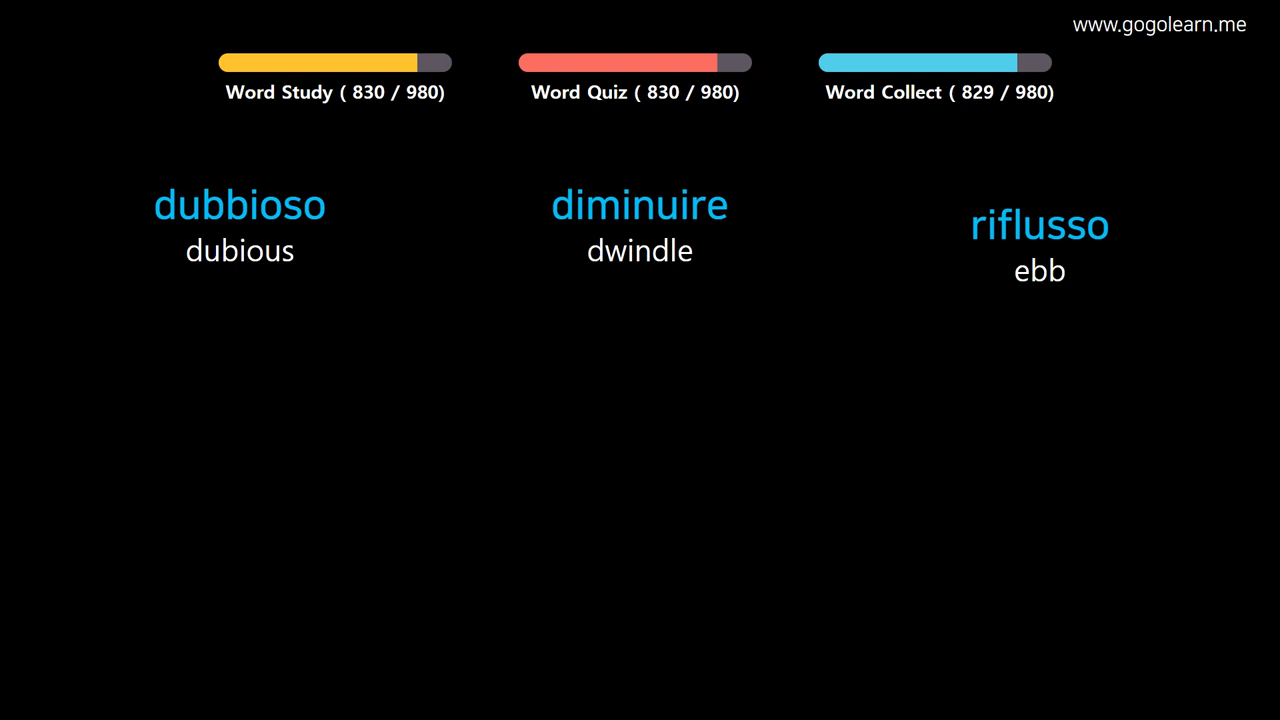 www.gogolearn.me
Word Study ( 830 / 980)
Word Quiz ( 830 / 980)
Word Collect ( 829 / 980)
dubbioso
dubious
diminuire
dwindle
riflusso
ebb